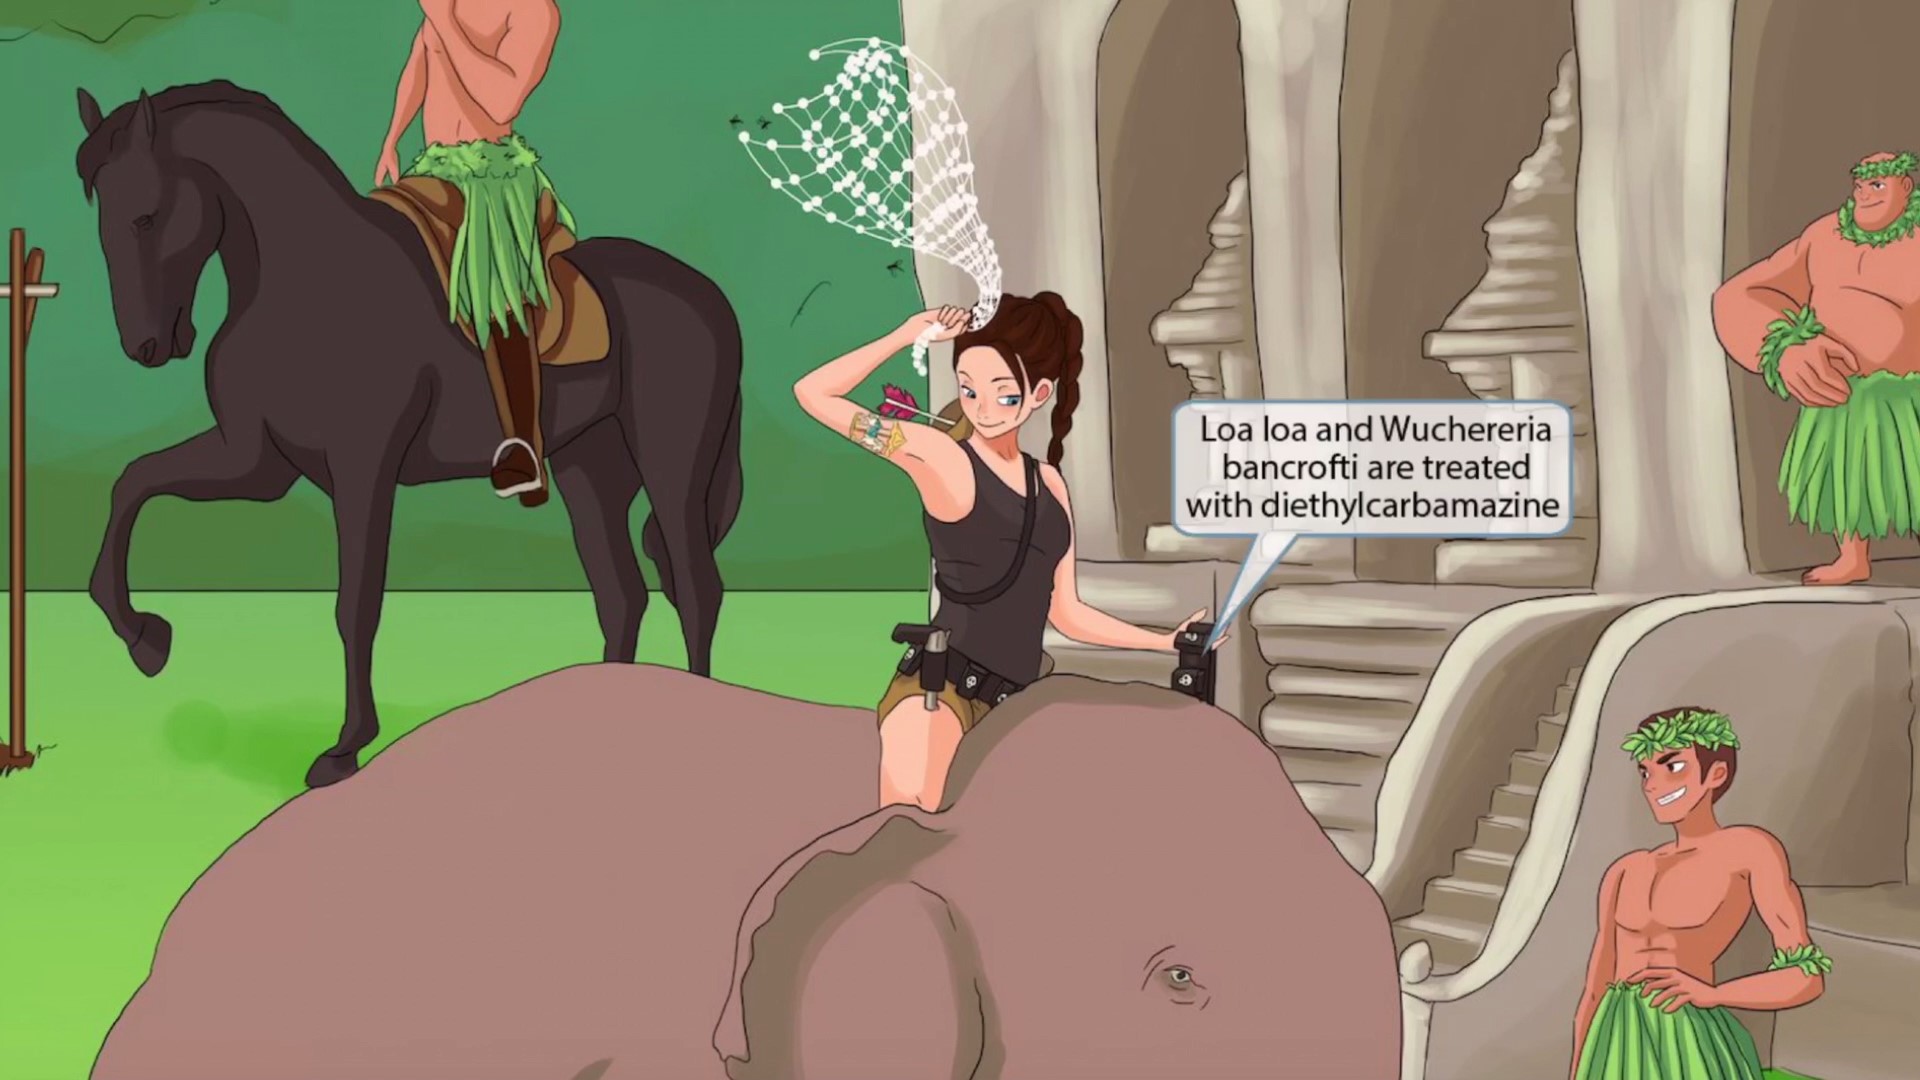 Loa loa and Wuchereria
bancrofti are treated
with diethylcarbamazine